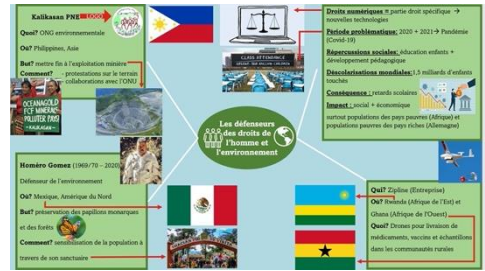 Kalikasan PNE
LOGO
Quoi? ONG environnementale
Où? Philippines, Asie
But? mettre fin à l'exploitation minière
Comment? - protestations sur le terrain
collaborations avec l'ONU
OCEANAGOLD
FCF MINERALS
POLLUTER PAY!
Droits numériques = partie droit spécifique →
nouvelles technologies
Période problématique: 2020 + 2021 → Pandémie
(Covid-19)
Répercussions sociales: éducation enfants +
développement pédagogique
Déscolarisations mondiales: 1,5 milliards d'enfants
touchés
Conséquence : retards scolaires
Impact : social + économique
surtout populations des pays pauvres (Afrique) et
populations pauvres des pays riches (Allemagne)
CLASS ATTENDANCE
Les défenseurs
des droits de
l'homme et
l'environnement
Homéro Gomez (1969/70 – 2020)
Défenseur de l'environnement
Où? Mexique, Amérique du Nord
But? préservation des papillons monarques
et des forêts
Comment? sensibilisation de la population à
travers de son sanctuaire
Qui? Zipline (Entreprise)
Où? Rwanda (Afrique de l'Est) et
Ghana (Afrique de l'Ouest)
Quoi? Drones pour livraison de
médicaments, vaccins et échantillons
dans les communautés rurales